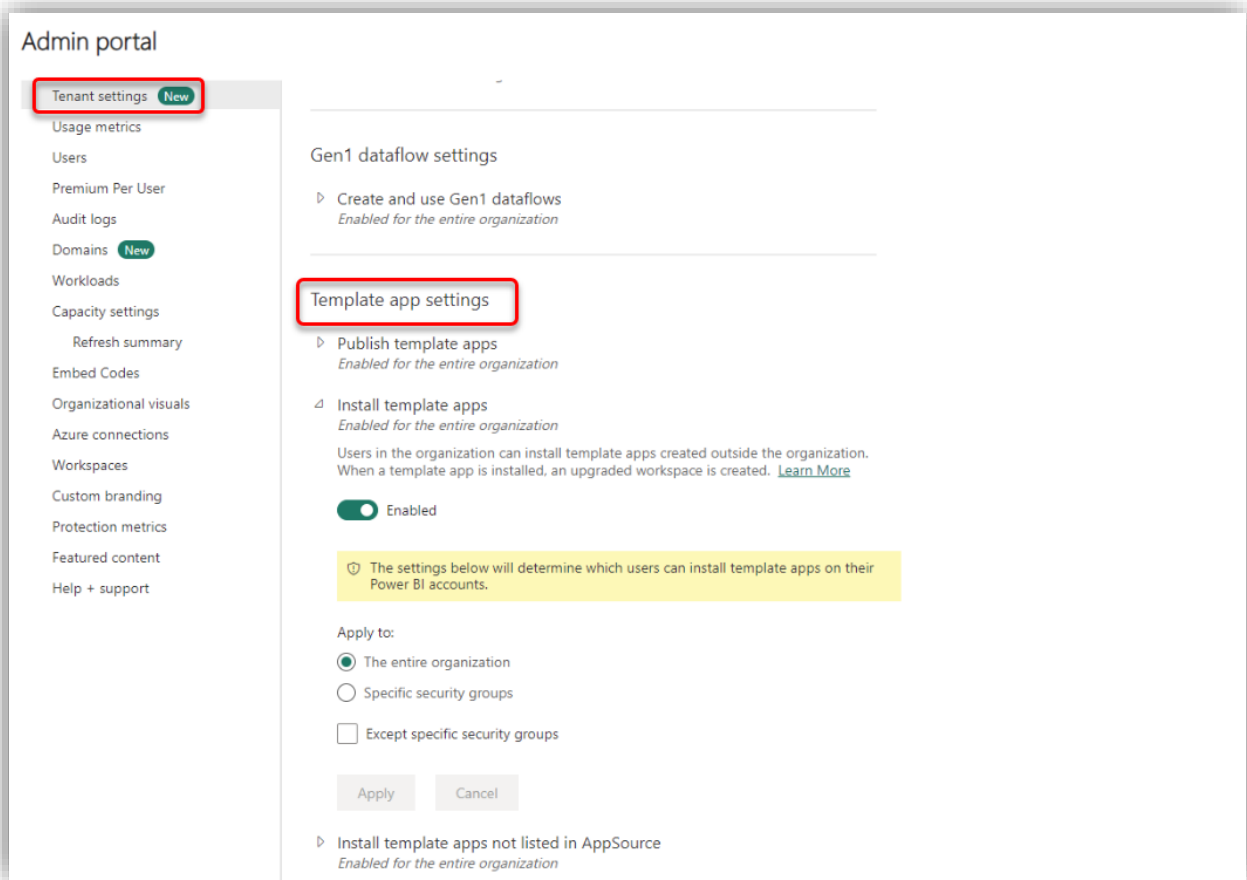 Admin portal
Tenant settings New
Usage metrics
Users
Premium Per User
Audit logs
Domains New
Workloads
Capacity settings
Refresh summary
Embed Codes
Organizational visuals
Azure connections
Workspaces
Custom branding
Protection metrics
Featured content
Help + support
Gen1 dataflow settings
Create and use Gen1 dataflows
Enabled for the entire organization
Template app settings
Publish template apps
Enabled for the entire organization
Install template apps
Enabled for the entire organization
Users in the organization can install template apps created outside the organization.
When a template app is installed, an upgraded workspace is created. Learn More
Enabled
The settings below will determine which users can install template apps on their
Power BI accounts.
Apply to:
The entire organization
Specific security groups
Except specific security groups
Apply Cancel
Install template apps not listed in AppSource
Enabled for the entire organization